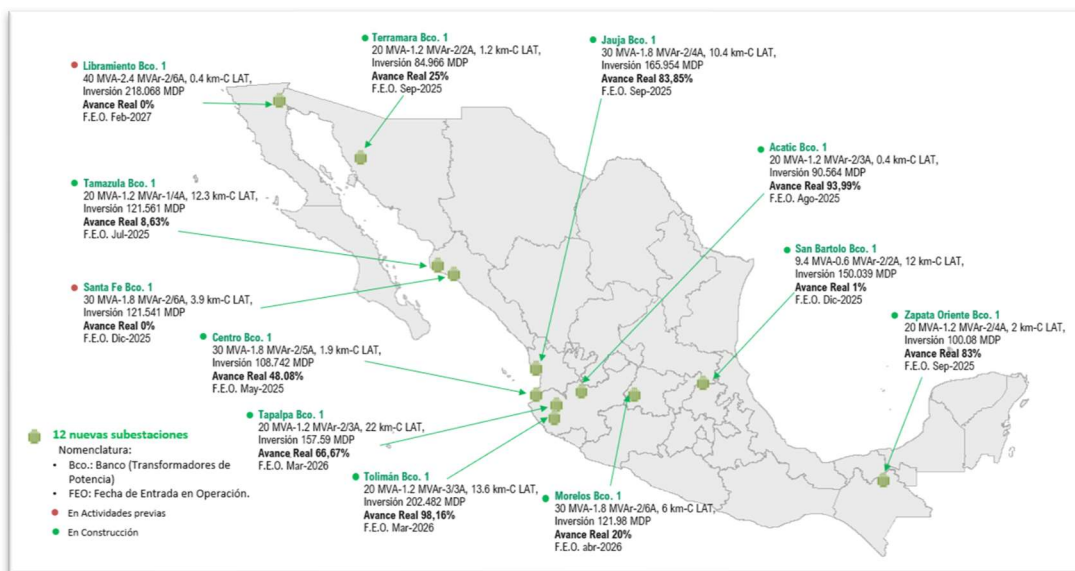 Terramara Bco. 1
20 MVA-1.2 MVAr-2/2A, 1.2 km-C LAT,
Inversión 84.966 MDP
Avance Real 25%
F.E.O. Sep-2025
Jauja Bco. 1
30 MVA-1.8 MVAr-2/4A, 10.4 km-C LAT,
Inversión 165.954 MDP
Avance Real 83,85%
F.E.O. Sep-2025
Libramiento Bco. 1
40 MVA-2.4 MVAr-2/6A, 0.4 km-C LAT,
Inversión 218.068 MDP
Avance Real 0%
F.E.O. Feb-2027
Acatic Bco. 1
20 MVA-1.2 MVAr-2/3A, 0.4 km-C LAT,
Inversión 90.564 MDP
Avance Real 93,99%
F.E.O. Ago-2025
Tamazula Bco. 1
20 MVA-1.2 MVAr-1/4A, 12.3 km-C LAT,
Inversión 121.561 MDP
Avance Real 8,63%
F.E.O. Jul-2025
San Bartolo Bco. 1
9.4 MVA-0.6 MVAr-2/2A, 12 km-C LAT,
Inversión 150.039 MDP
Avance Real 1%
F.E.O. Dic-2025
Santa Fe Bco. 1
30 MVA-1.8 MVAr-2/6A, 3.9 km-C LAT,
Inversión 121.541 MDP
Avance Real 0%
F.E.O. Dic-2025
Zapata Oriente Bco. 1
20 MVA-1.2 MVAr-2/4A, 2 km-C LAT,
Inversión 100.08 MDP
Avance Real 83%
F.E.O. Sep-2025
Centro Bco. 1
30 MVA-1.8 MVAr-2/5A, 1.9 km-C LAT,
Inversión 108.742 MDP
Avance Real 48.08%
F.E.O. May-2025
Tapalpa Bco. 1
20 MVA-1.2 MVAr-2/3A, 22 km-C LAT,
Inversión 157.59 MDP
Avance Real 66,67%
F.E.O. Mar-2026
Tolimán Bco. 1
20 MVA-1.2 MVAr-3/3A, 13.6 km-C LAT,
Inversión 202.482 MDP
Avance Real 98,16%
F.E.O. Mar-2026
Morelos Bco. 1
30 MVA-1.8 MVAr-2/6A, 6 km-C LAT,
Inversión 121.98 MDP
Avance Real 20%
F.E.O. abr-2026
12 nuevas subestaciones
Nomenclatura:
• Bco.: Banco (Transformadores de
Potencia)
• FEO: Fecha de Entrada en Operación.
En Actividades previas
En Construcción